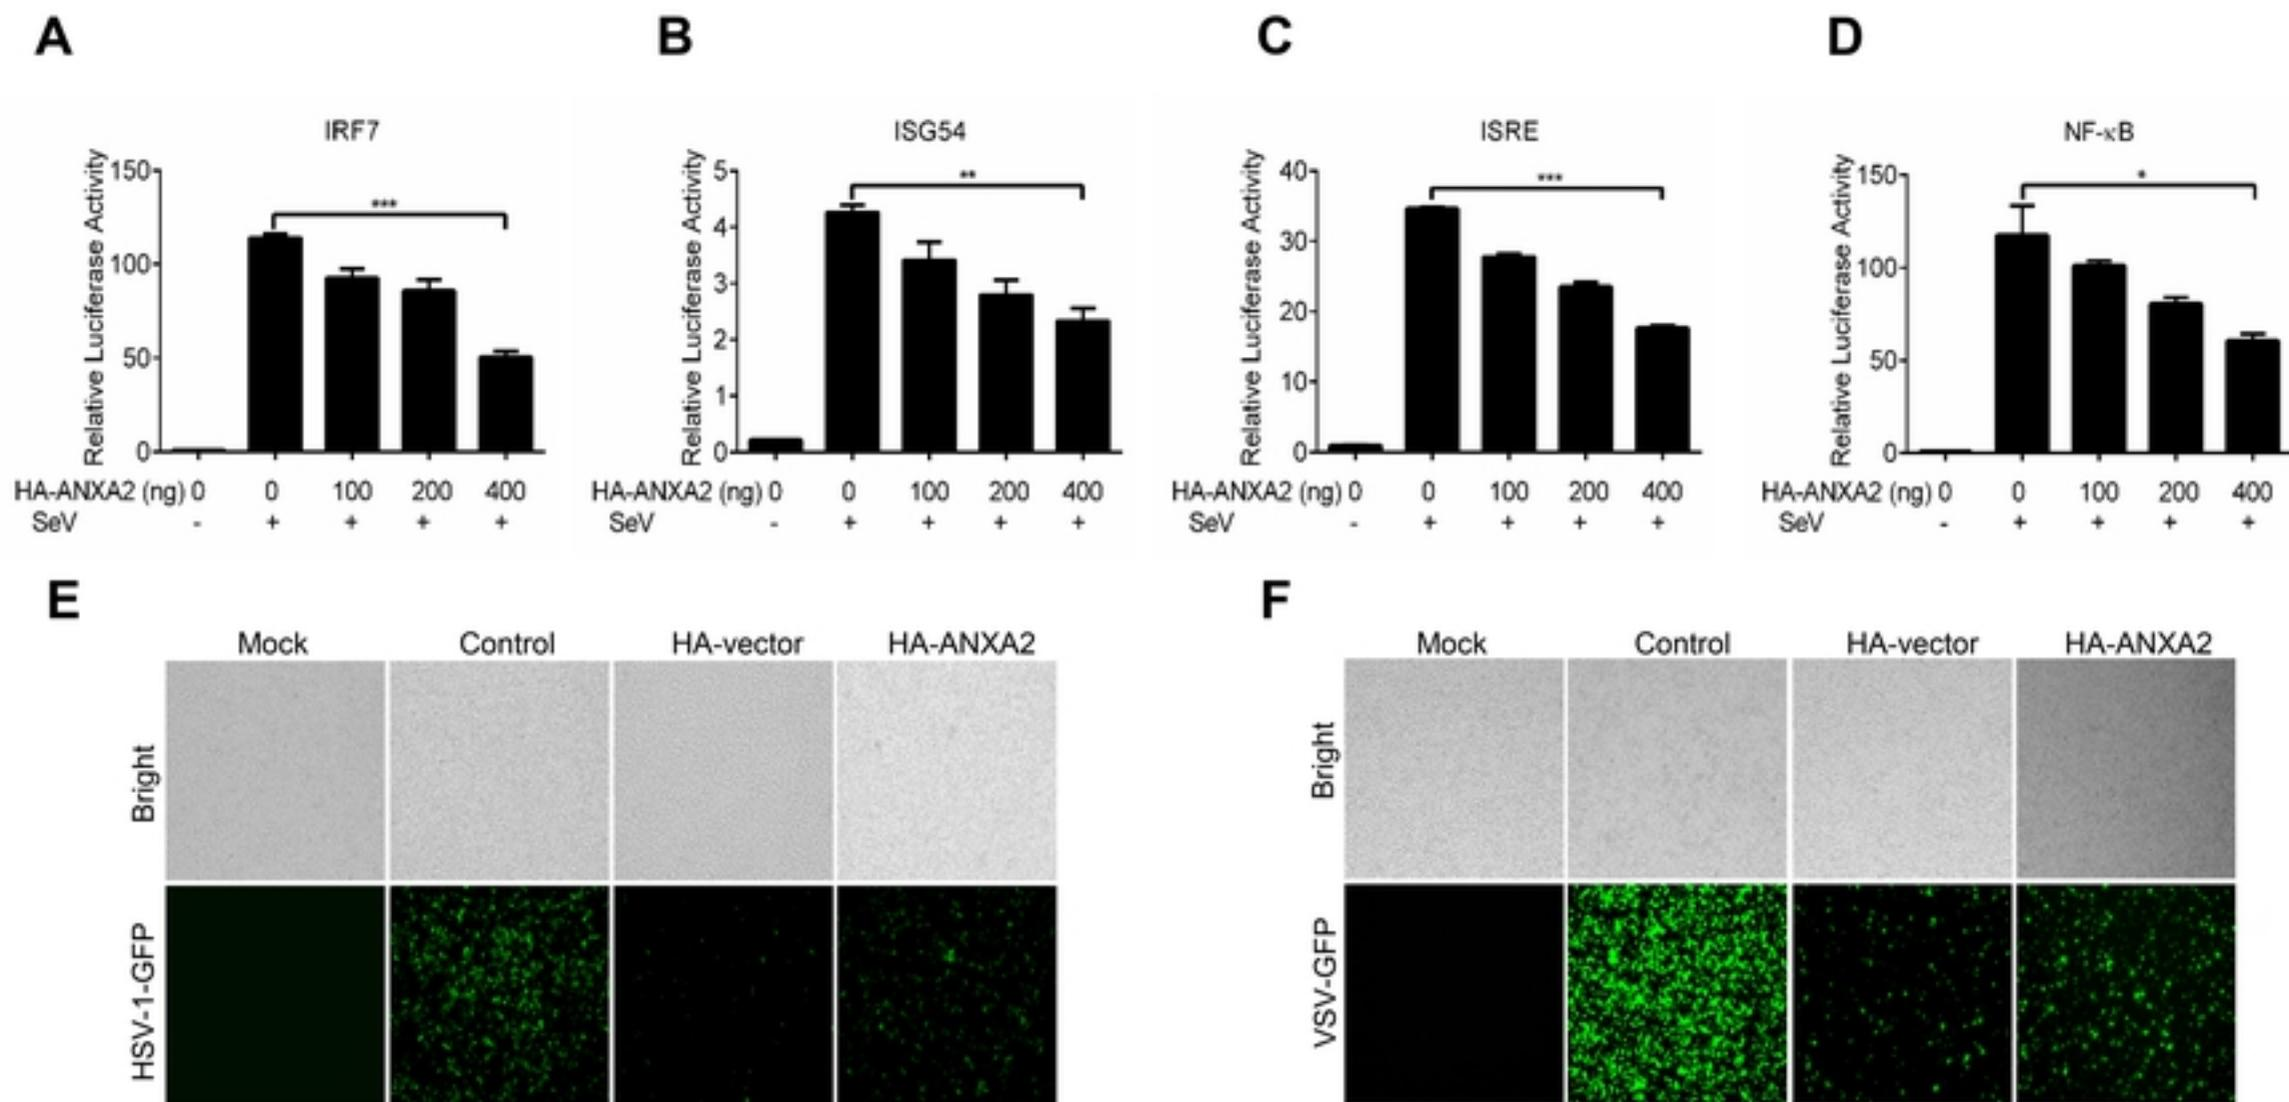 A
B
C
D
IRF7
ISG54
ISRE
NF-κB
Relative Luciferase Activity
150
100
50
0
***
Relative Luciferase Activity
5
4
3
2
1
0
**
Relative Luciferase Activity
40
30
20
10
0
***
Relative Luciferase Activity
150
100
50
0
*
HA-ANXA2 (ng) 0 0 100 200 400
SeV - + + + +
HA-ANXA2 (ng) 0 0 100 200 400
SeV - + + + +
HA-ANXA2 (ng) 0 0 100 200 400
SeV - + + + +
HA-ANXA2 (ng) 0 0 100 200 400
SeV - + + + +
E
Mock Control HA-vector HA-ANXA2
Bright
HSV-1-GFP
F
Mock Control HA-vector HA-ANXA2
Bright
VSV-GFP